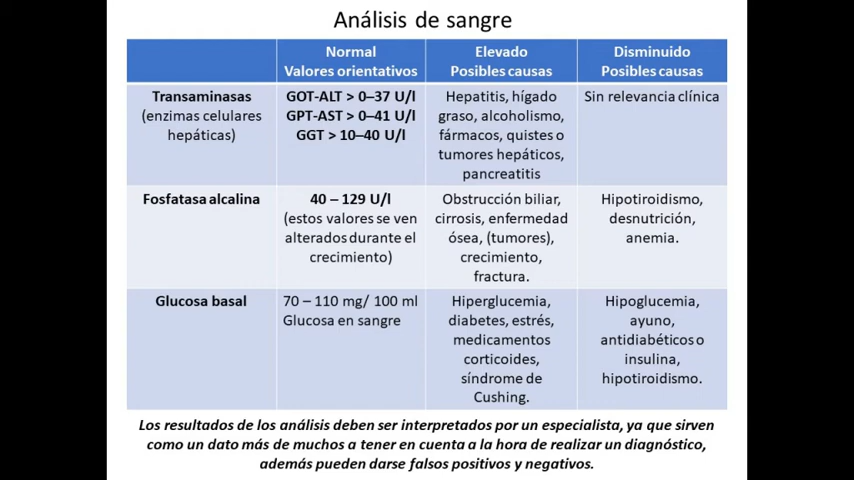 Análisis de sangre
Normal
Valores orientativos
Elevado
Posibles causas
Disminuido
Posibles causas
Transaminasas
(enzimas celulares
hepáticas)
GOT-ALT > 0–37 U/l
GPT-AST > 0–41 U/l
GGT > 10–40 U/l
Hepatitis, hígado
graso, alcoholismo,
fármacos, quistes o
tumores hepáticos,
pancreatitis
Sin relevancia clínica
Fosfatasa alcalina
40 – 129 U/l
(estos valores se ven
alterados durante el
crecimiento)
Obstrucción biliar,
cirrosis, enfermedad
ósea, (tumores),
crecimiento,
fractura.
Hipotiroidismo,
desnutrición,
anemia.
Glucosa basal
70 – 110 mg/ 100 ml
Glucosa en sangre
Hiperglucemia,
diabetes, estrés,
medicamentos
corticoides,
síndrome de
Cushing.
Hipoglucemia,
ayuno,
antidiabéticos o
insulina,
hipotiroidismo.
Los resultados de los análisis deben ser interpretados por un especialista, ya que sirven
como un dato más de muchos a tener en cuenta a la hora de realizar un diagnóstico,
además pueden darse falsos positivos y negativos.